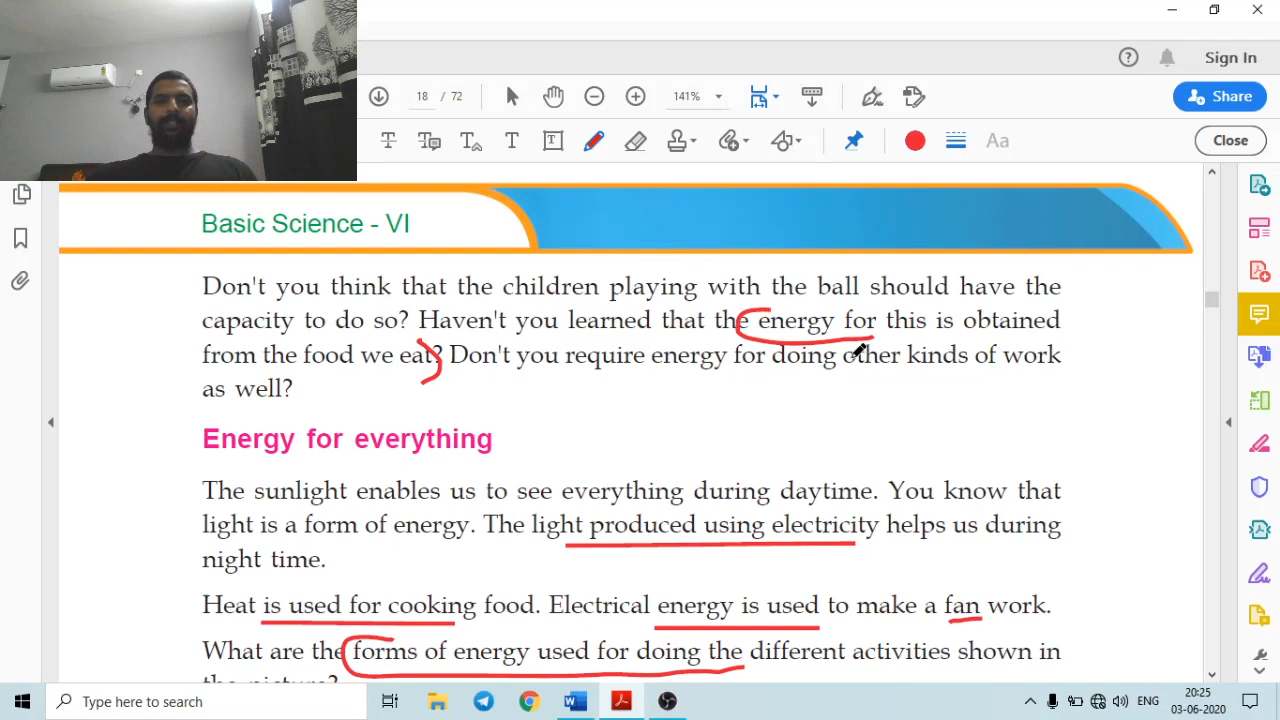 Sign In
18 / 72
141%
Share
Aa
Close
Basic Science - VI
Don't you think that the children playing with the ball should have the
capacity to do so? Haven't you learned that the energy for this is obtained
from the food we eat? Don't you require energy for doing other kinds of work
as well?
Energy for everything
The sunlight enables us to see everything during daytime. You know that
light is a form of energy. The light produced using electricity helps us during
night time.
Heat is used for cooking food. Electrical energy is used to make a fan work.
What are the forms of energy used for doing the different activities shown in
the picture?
Type here to search
ENG
20:25
03-06-2020